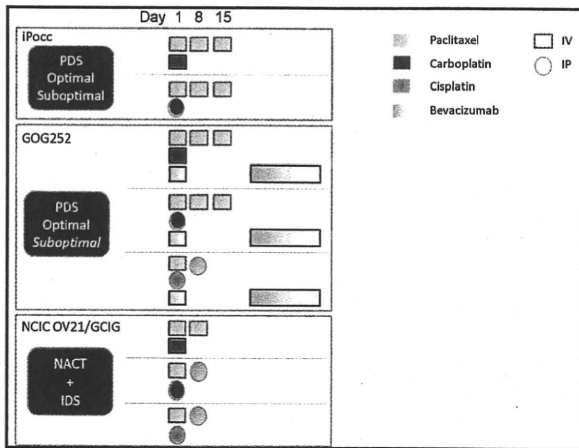 Day 1 8 15
iPocc
PDS
Optimal
Suboptimal
GOG252
PDS
Optimal
Suboptimal
NCIC OV21/GCIG
NACT
+
IDS
Paclitaxel
Carboplatin
Cisplatin
Bevacizumab
IV
IP